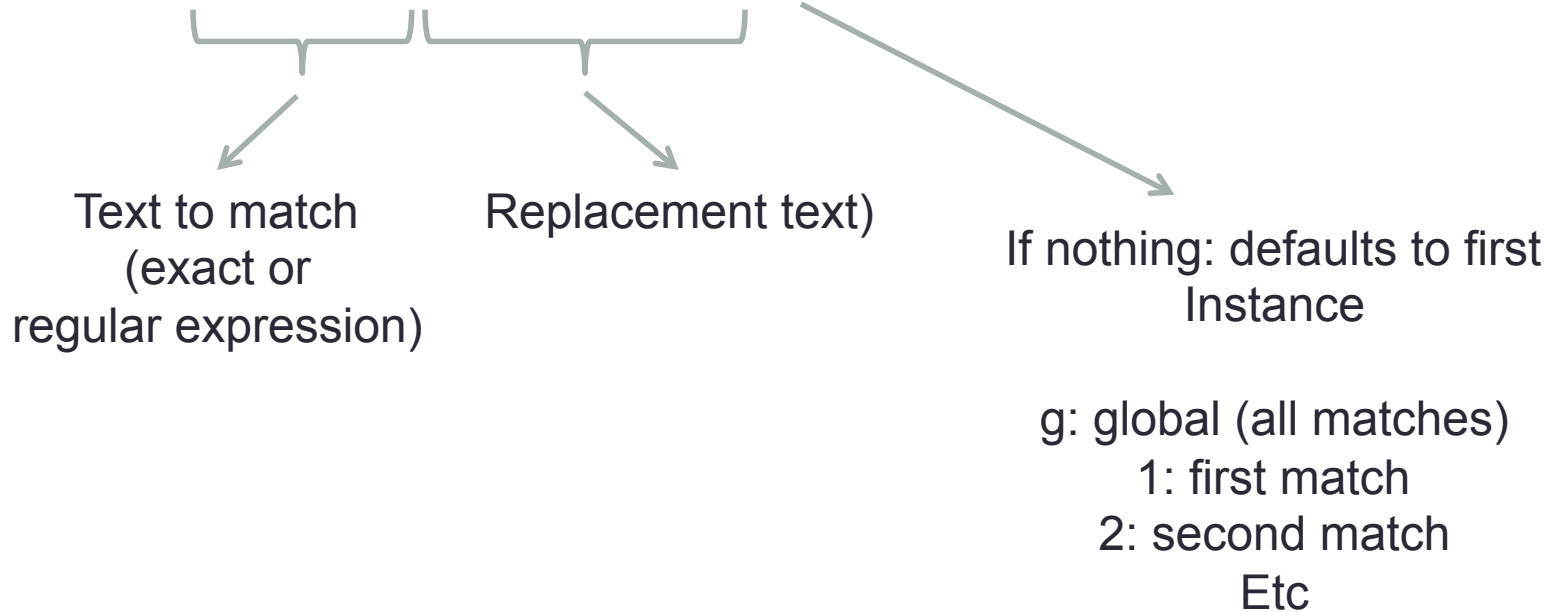 Text to match
(exact or
regular expression)
Replacement text)
If nothing: defaults to first
Instance
g: global (all matches)
1: first match
2: second match
Etc